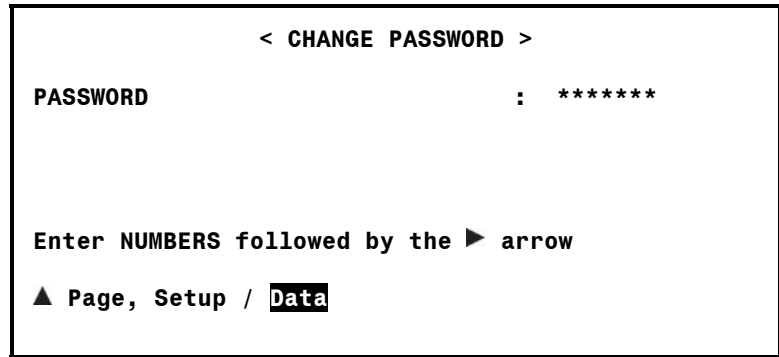 < CHANGE PASSWORD >
PASSWORD : *******
Enter NUMBERS followed by the ▶ arrow
▲ Page, Setup / Data